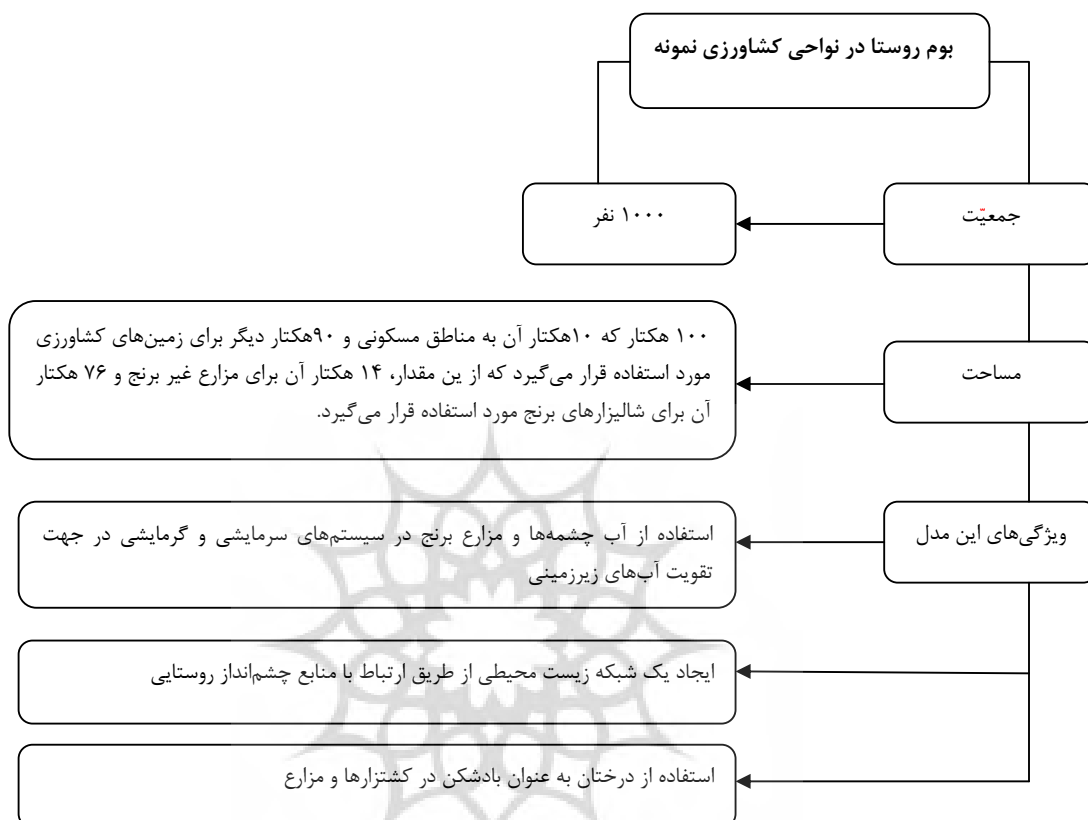 بوم روستا در نواحی کشاورزی نمونه
جمعیّت
۱۰۰۰ نفر
مساحت
۱۰۰ هکتار که ۱۰هکتار آن به مناطق مسکونی و ۹۰هکتار دیگر برای زمین‌های کشاورزی
مورد استفاده قرار می‌گیرد که از ین مقدار، ۱۴ هکتار آن برای مزارع غیر برنج و ۷۶ هکتار
آن برای شالیزارهای برنج مورد استفاده قرار می‌گیرد.
ویژگی‌های این مدل
استفاده از آب چشمه‌ها و مزارع برنج در سیستم‌های سرمایشی و گرمایشی در جهت
تقویت آب‌های زیرزمینی
ایجاد یک شبکه زیست محیطی از طریق ارتباط با منابع چشم‌انداز روستایی
استفاده از درختان به عنوان بادشکن در کشتزارها و مزارع